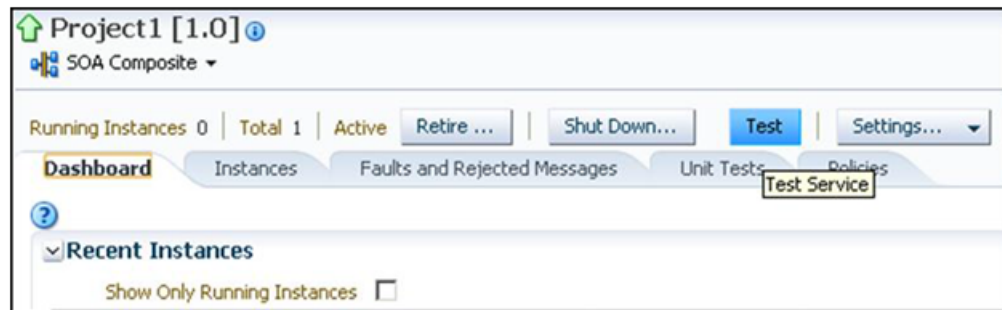 Project1 [1.0]
SOA Composite
Running Instances 0 Total 1 Active Retire ... Shut Down... Test Settings...
Dashboard Instances Faults and Rejected Messages Unit Tests Policies
Test Service
Recent Instances
Show Only Running Instances